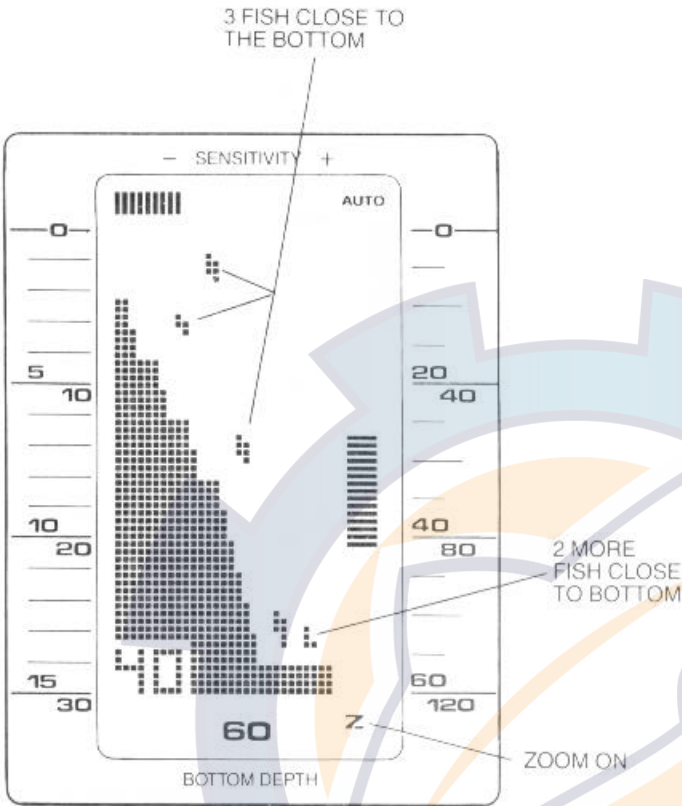 3 FISH CLOSE TO
THE BOTTOM
– SENSITIVITY +
AUTO
0
0
5
10
20
40
10
20
40
80
2 MORE
FISH CLOSE
TO BOTTOM
40
15
30
60
120
60
Z
ZOOM ON
BOTTOM DEPTH